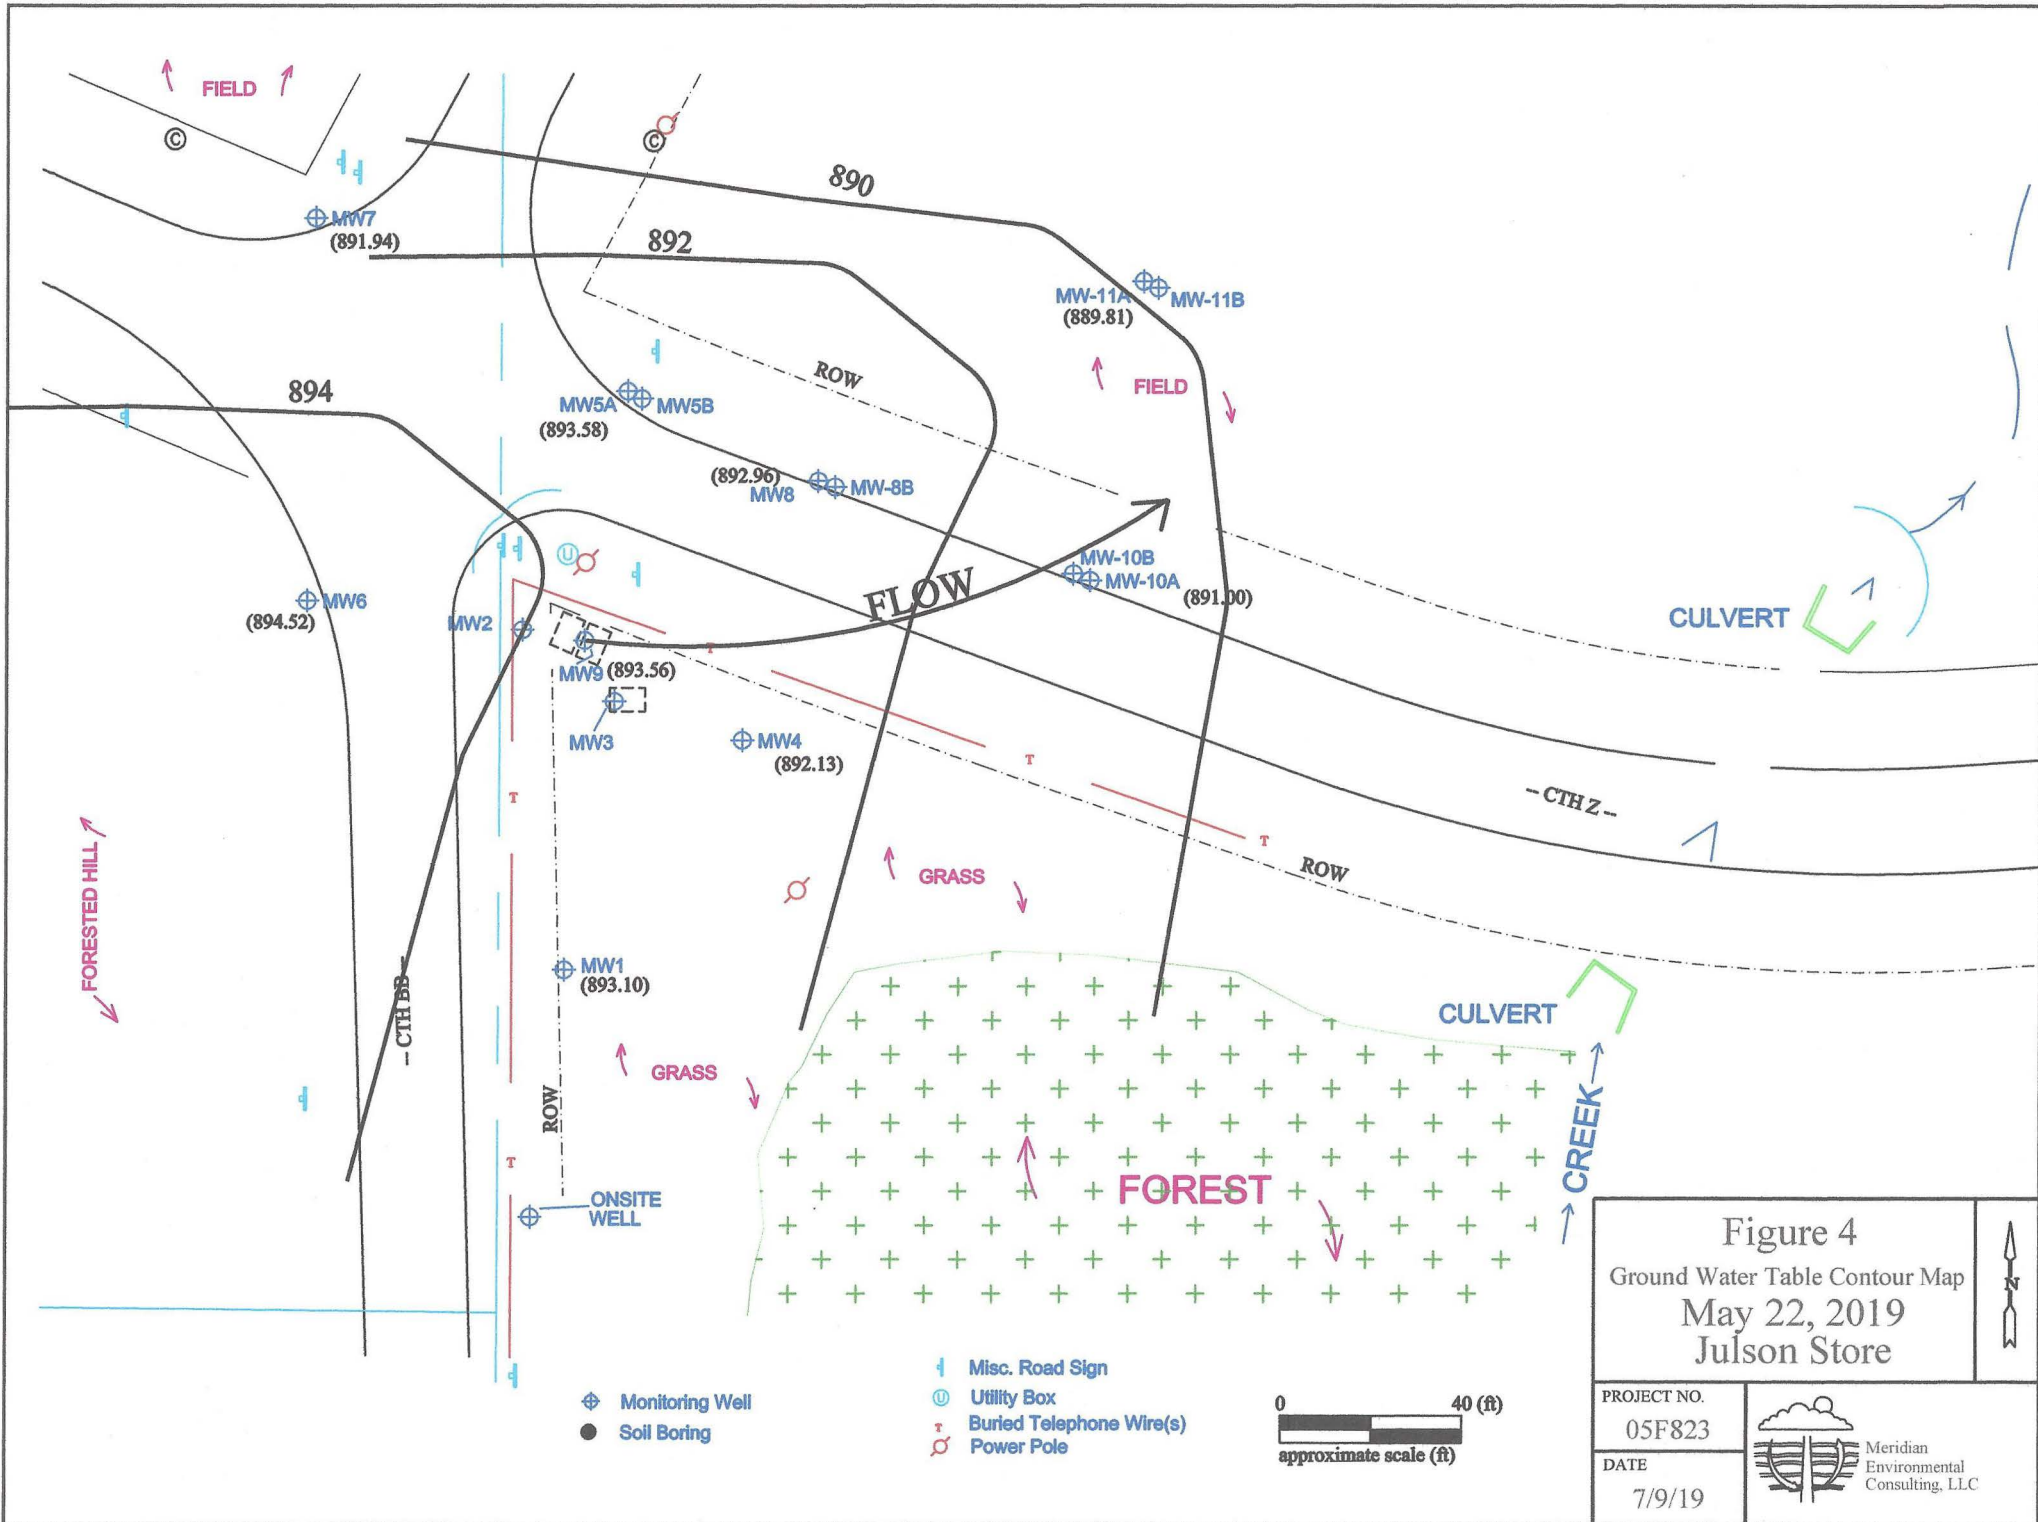 FIELD
©
©
890
MW7
(891.94)
892
MW-11A
MW-11B
(889.81)
ROW
FIELD
894
MW5A
MW5B
(893.58)
(892.96)
MW8
MW-8B
U
MW-10B
MW-10A
(891.00)
FLOW
MW6
(894.52)
MW2
CULVERT
MW9
(893.56)
T
MW3
MW4
(892.13)
T
T
-- CTH Z --
T
ROW
FORESTED HILL
GRASS
MW1
(893.10)
-- CTH BD --
CULVERT
GRASS
ROW
CREEK
T
FOREST
ONSITE
WELL
Figure 4
Ground Water Table Contour Map
May 22, 2019
Julson Store
N
Monitoring Well
Soil Boring
Misc. Road Sign
U Utility Box
T Buried Telephone Wire(s)
Power Pole
0 40 (ft)
approximate scale (ft)
PROJECT NO.
05F823
DATE
7/9/19
Meridian
Environmental
Consulting, LLC